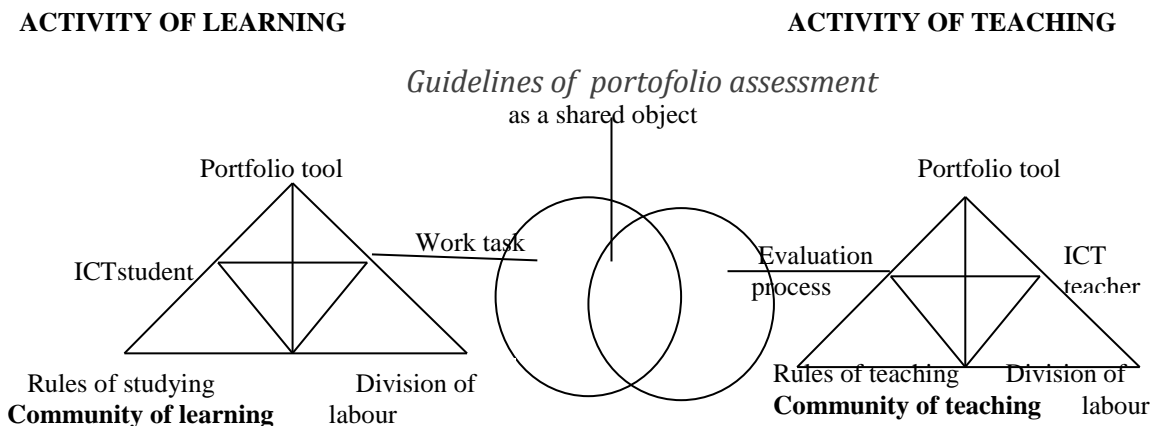 ACTIVITY OF LEARNING
ACTIVITY OF TEACHING
Guidelines of portofolio assessment
as a shared object
Portfolio tool
Portfolio tool
Work task
ICTstudent
Evaluation
process
ICT
teacher
Rules of studying
Division of
Community of learning
labour
Rules of teaching
Division of
Community of teaching
labour